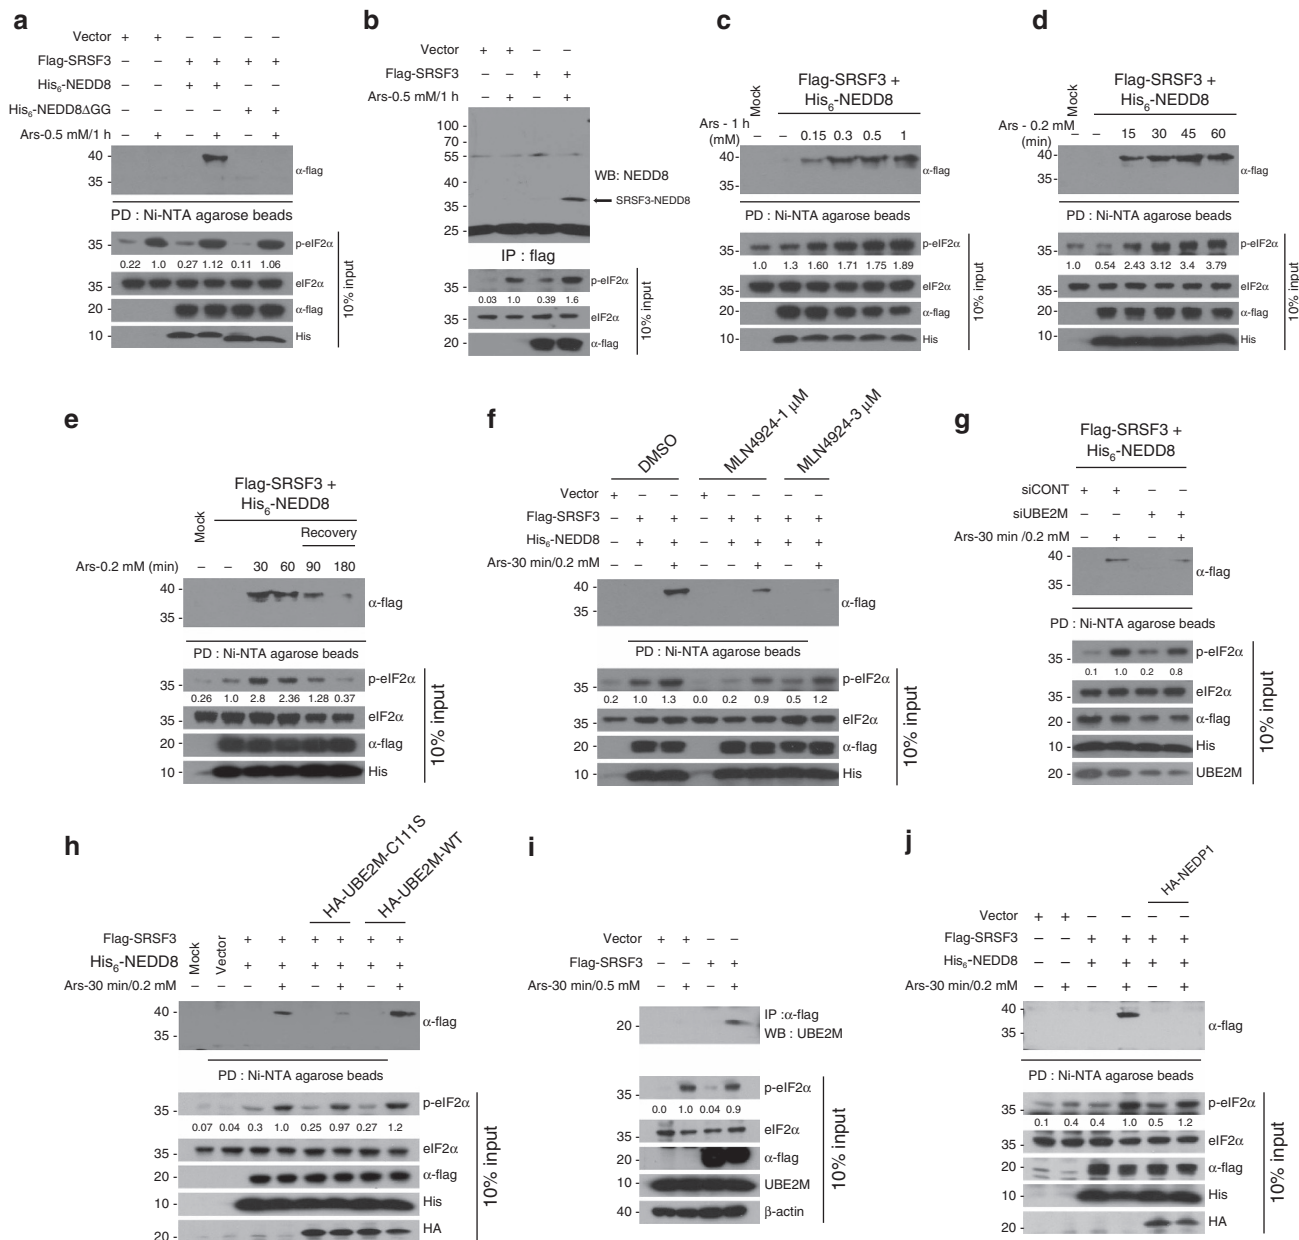 a
Vector + + – – – –
Flag-SRSF3 – – + + + +
His6-NEDD8 – – + + – –
His6-NEDD8ΔGG – – – – + +
Ars-0.5 mM/1 h – + – + – +
40
35
α-flag
PD : Ni-NTA agarose beads
35 p-eIF2α
0.22 1.0 0.27 1.12 0.11 1.06
35 eIF2α
20 α-flag
10 His
10% input
b
Vector + + – –
Flag-SRSF3 – – + +
Ars-0.5 mM/1 h – + – +
100
70
55
40
35
25
WB: NEDD8
SRSF3-NEDD8
IP : flag
35 p-eIF2α
0.03 1.0 0.39 1.6
35 eIF2α
20 α-flag
10% input
c
Flag-SRSF3 +
His6-NEDD8
Mock
Ars - 1 h
(mM)
– – 0.15 0.3 0.5 1
40
35
α-flag
PD : Ni-NTA agarose beads
35 p-eIF2α
1.0 1.3 1.60 1.71 1.75 1.89
35 eIF2α
20 α-flag
10 His
10% input
d
Flag-SRSF3 +
His6-NEDD8
Mock
Ars - 0.2 mM
(min)
– – 15 30 45 60
40
35
α-flag
PD : Ni-NTA agarose beads
35 p-eIF2α
1.0 0.54 2.43 3.12 3.4 3.79
35 eIF2α
20 α-flag
10 His
10% input
e
Flag-SRSF3 +
His6-NEDD8
Mock
Recovery
Ars-0.2 mM (min) – – 30 60 90 180
40
35
α-flag
PD : Ni-NTA agarose beads
35 p-eIF2α
0.26 1.0 2.8 2.36 1.28 0.37
35 eIF2α
20 α-flag
10 His
10% input
f
DMSO
MLN4924-1 μM
MLN4924-3 μM
Vector + – – + – – – –
Flag-SRSF3 – + + – + + + +
His6-NEDD8 – + + – + + + +
Ars-30 min/0.2 mM – – + – – + – +
40
35
α-flag
PD : Ni-NTA agarose beads
35 p-eIF2α
0.2 1.0 1.3 0.0 0.2 0.9 0.5 1.2
35 eIF2α
20 α-flag
10 His
10% input
g
Flag-SRSF3 +
His6-NEDD8
siCONT + + – –
siUBE2M – – + +
Ars-30 min /0.2 mM – + – +
40
35
α-flag
PD : Ni-NTA agarose beads
35 p-eIF2α
0.1 1.0 0.2 0.8
35 eIF2α
20 α-flag
10 His
20 UBE2M
10% input
h
HA-UBE2M-C111S
HA-UBE2M-WT
Mock
Vector
Flag-SRSF3 + + + + + +
His6-NEDD8 + + + + + +
Ars-30 min/0.2 mM – + – + – +
40
35
α-flag
PD : Ni-NTA agarose beads
35 p-eIF2α
0.07 0.04 0.3 1.0 0.25 0.97 0.27 1.2
35 eIF2α
20 α-flag
10 His
20 HA
10% input
i
Vector + + – –
Flag-SRSF3 – – + +
Ars-30 min/0.5 mM – + – +
20
IP :α-flag
WB : UBE2M
35 p-eIF2α
0.0 1.0 0.04 0.9
35 eIF2α
20 α-flag
10 UBE2M
40 β-actin
10% input
j
HA-NEDP1
Vector + + – – – –
Flag-SRSF3 – – + + + +
His6-NEDD8 – – + + + +
Ars-30 min/0.2 mM – + – + – +
40
35
α-flag
PD : Ni-NTA agarose beads
35 p-eIF2α
0.1 0.4 0.4 1.0 0.5 1.2
35 eIF2α
20 α-flag
10 His
20 HA
10% input